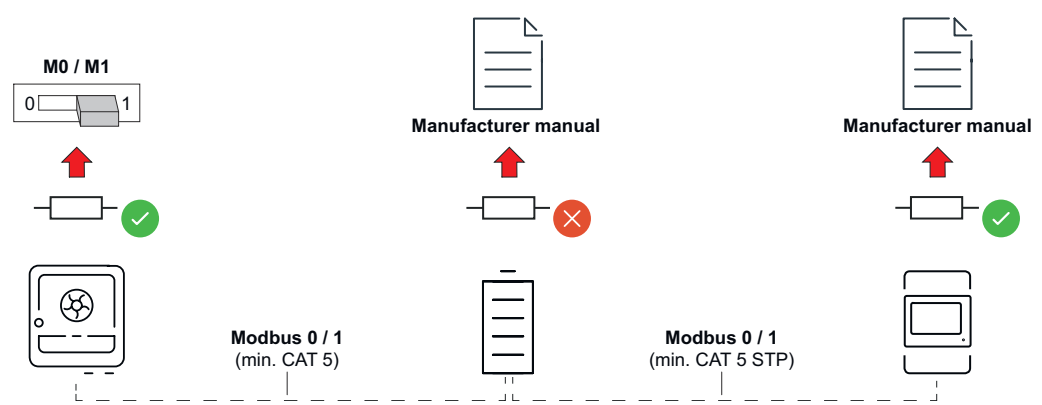 M0 / M1
0 1
Manufacturer manual
Manufacturer manual
Modbus 0 / 1
(min. CAT 5)
Modbus 0 / 1
(min. CAT 5 STP)